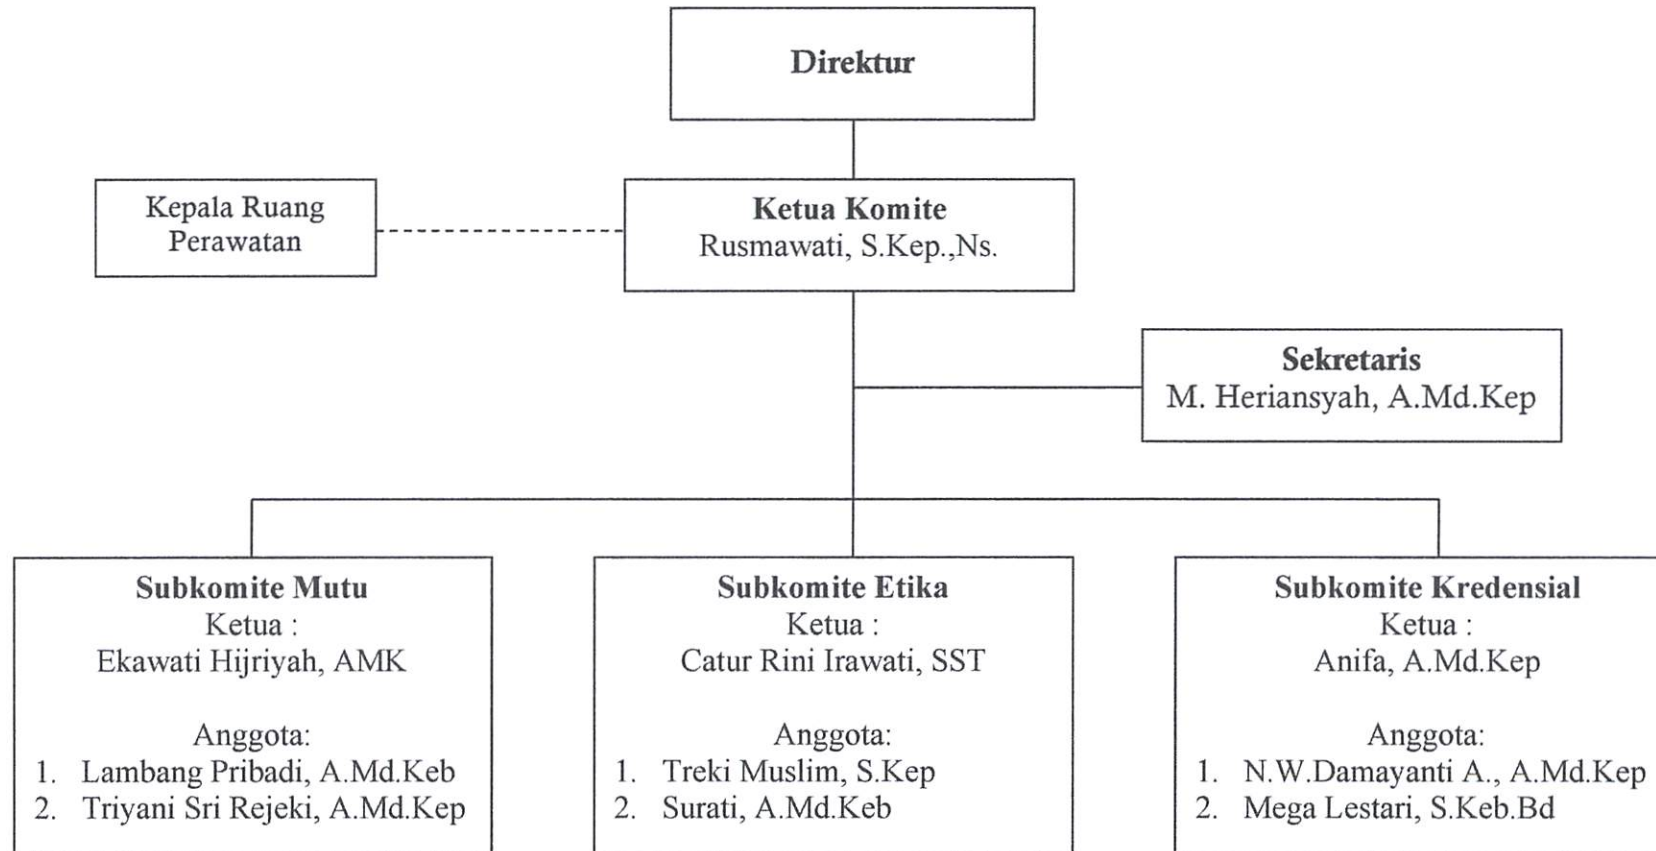 Direktur
Kepala Ruang
Perawatan
Ketua Komite
Rusmawati, S.Kep.,Ns.
Sekretaris
M. Heriansyah, A.Md.Kep
Subkomite Mutu
Ketua :
Ekawati Hijriyah, AMK
Anggota:
1. Lambang Pribadi, A.Md.Keb
2. Triyani Sri Rejeki, A.Md.Kep
Subkomite Etika
Ketua :
Catur Rini Irawati, SST
Anggota:
1. Treki Muslim, S.Kep
2. Surati, A.Md.Keb
Subkomite Kredensial
Ketua :
Anifa, A.Md.Kep
Anggota:
1. N.W.Damayanti A., A.Md.Kep
2. Mega Lestari, S.Keb.Bd